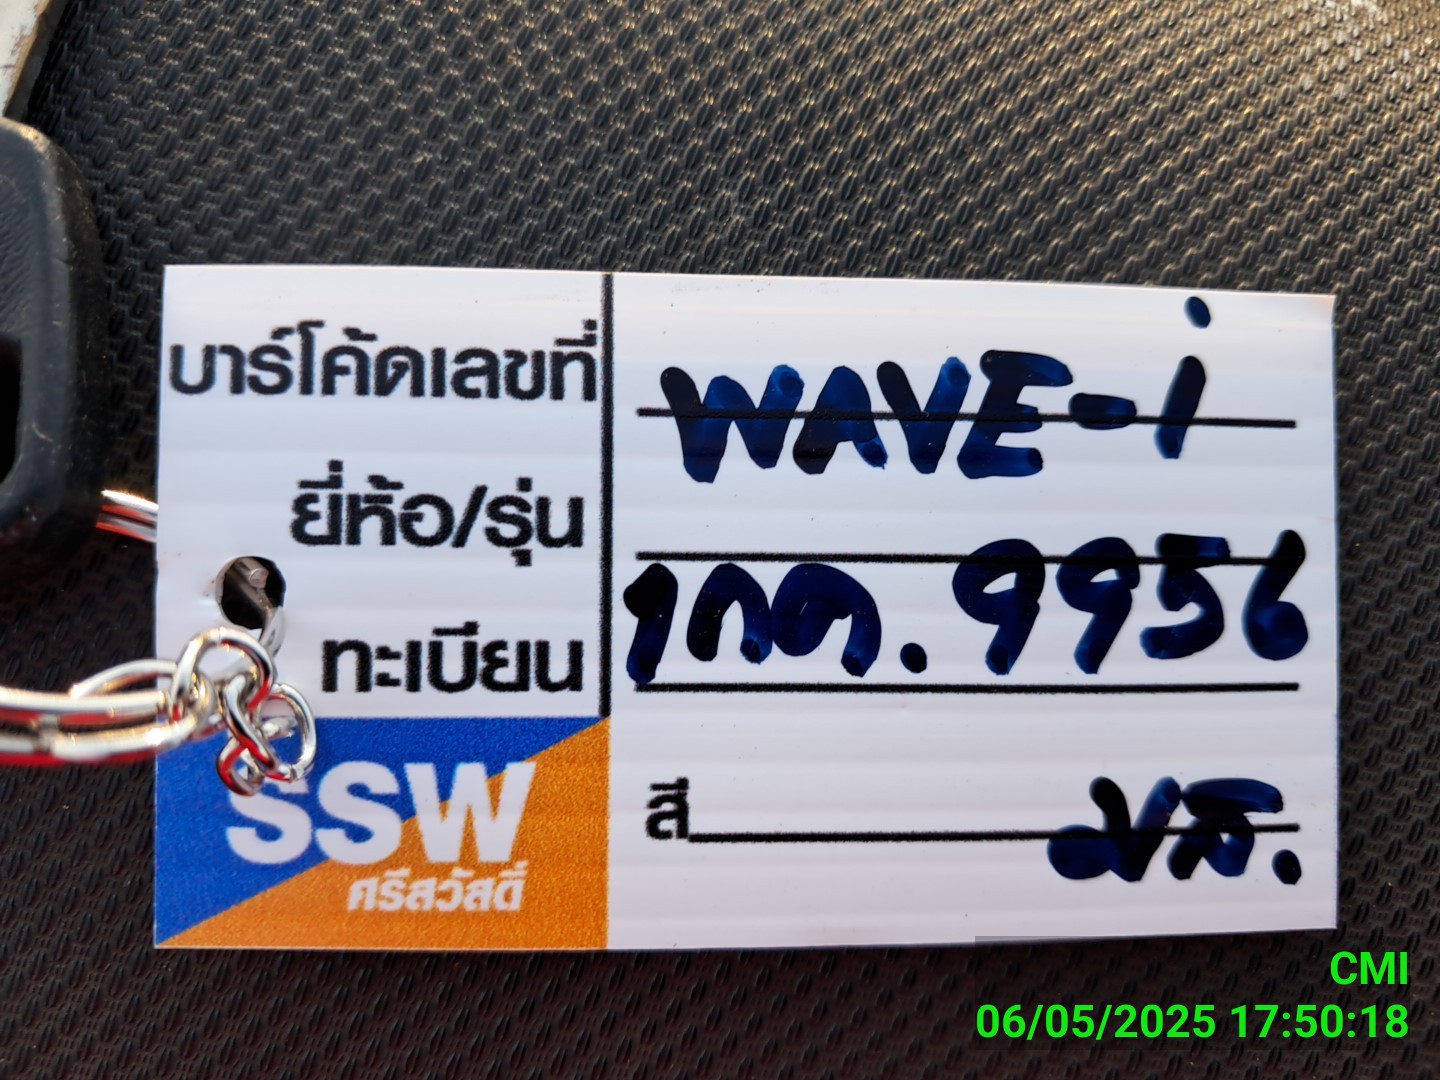 บาร์โค้ดเลขที่ WAVE-i
ยี่ห้อ/รุ่น
ทะเบียน 1กด. 9956
SSW
ศรีสวัสดิ์
สี มส.
CMI
06/05/2025 17:50:18